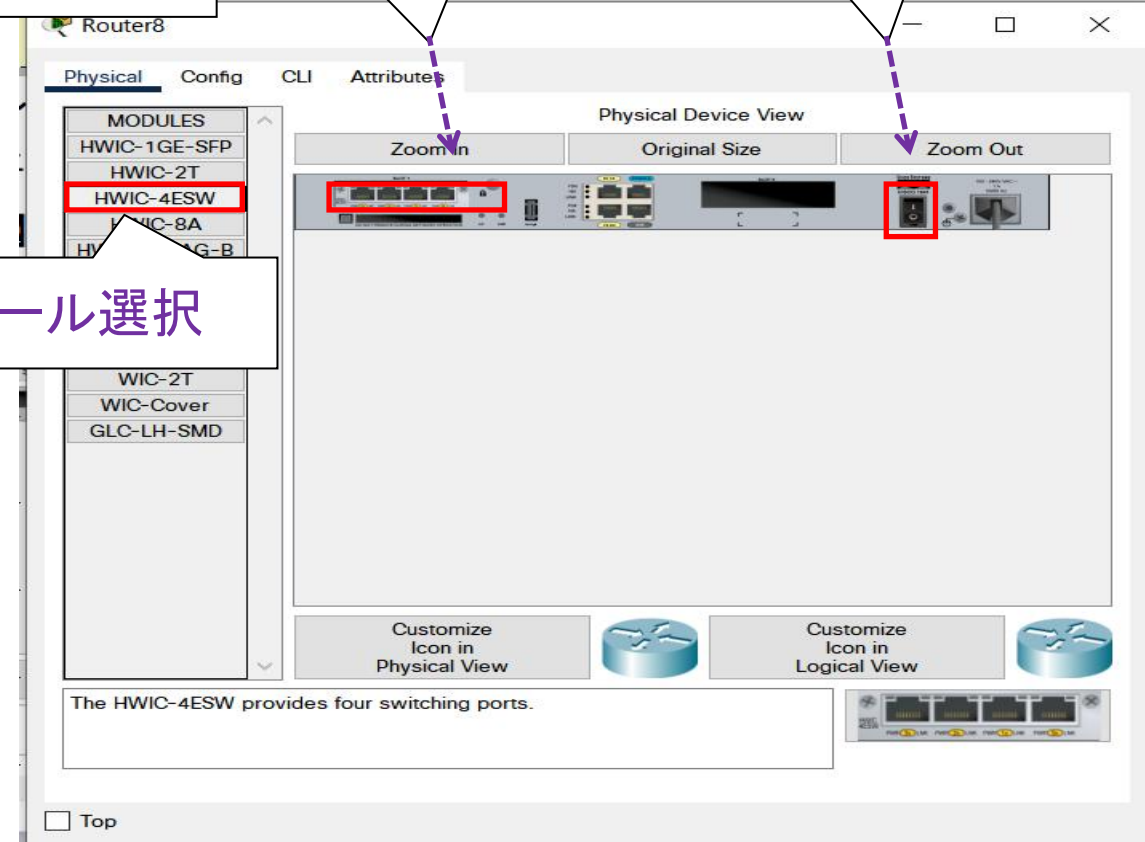 Router8
Physical Config CLI Attributes
MODULES
HWIC-1GE-SFP
HWIC-2T
HWIC-4ESW
-8A
AG-B
ール選択
WIC-2T
WIC-Cover
GLC-LH-SMD
Physical Device View
Zoom In Original Size Zoom Out
Customize
Icon in
Physical View
Customize
Icon in
Logical View
The HWIC-4ESW provides four switching ports.
Top